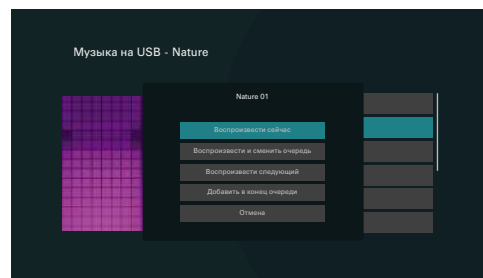 Музыка на USB - Nature
Nature 01
Воспроизвести сейчас
Воспроизвести и сменить очередь
Воспроизвести следующий
Добавить в конец очереди
Отмена